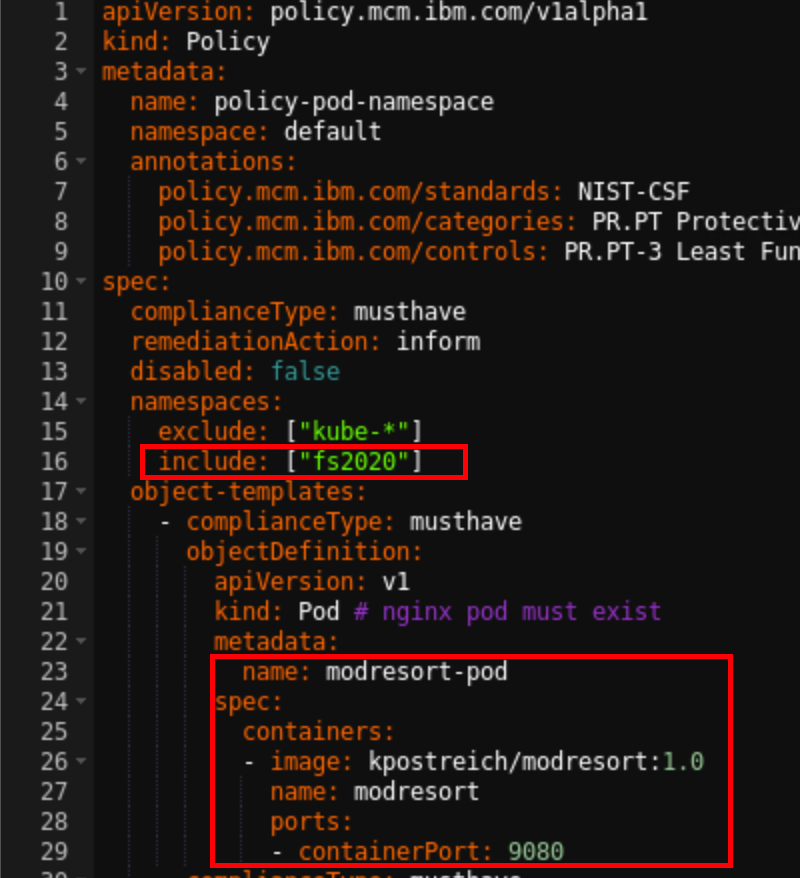 1 apiVersion: policy.mcm.ibm.com/v1alpha1
2 kind: Policy
3 metadata:
4 name: policy-pod-namespace
5 namespace: default
6 annotations:
7 policy.mcm.ibm.com/standards: NIST-CSF
8 policy.mcm.ibm.com/categories: PR.PT Protectiv
9 policy.mcm.ibm.com/controls: PR.PT-3 Least Fun
10 spec:
11 complianceType: musthave
12 remediationAction: inform
13 disabled: false
14 namespaces:
15 exclude: ["kube-*"]
16 include: ["fs2020"]
17 object-templates:
18 - complianceType: musthave
19 objectDefinition:
20 apiVersion: v1
21 kind: Pod # nginx pod must exist
22 metadata:
23 name: modresort-pod
24 spec:
25 containers:
26 - image: kpostreich/modresort:1.0
27 name: modresort
28 ports:
29 - containerPort: 9080
30 complianceType: musthave